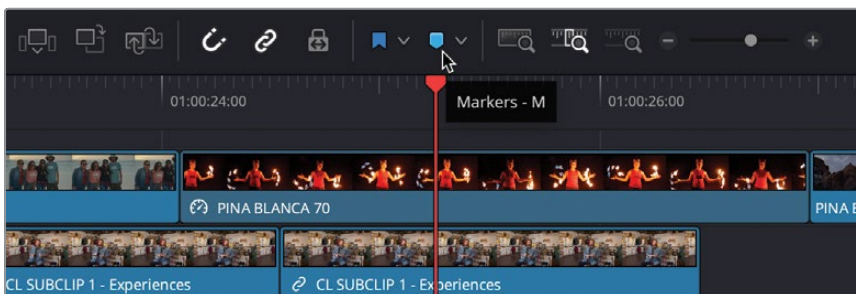 Markers - M
01:00:24:00
01:00:26:00
PINA BLANCA 70
PINA
CL SUBCLIP 1 - Experiences
CL SUBCLIP 1 - Experiences